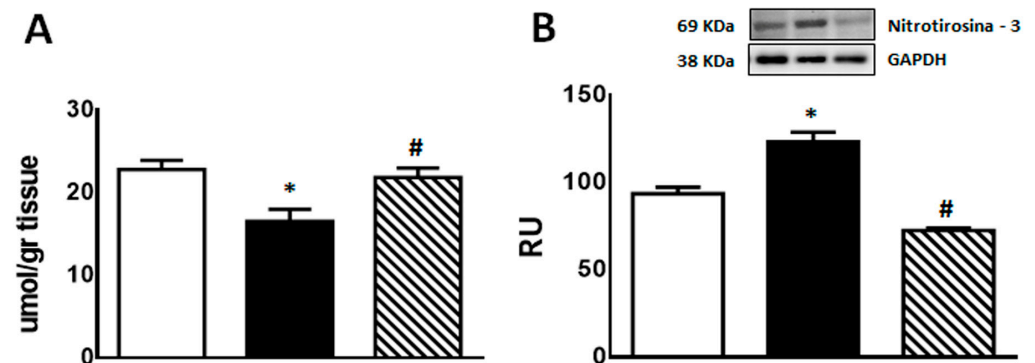 A
umol/gr tissue
30
20
10
0
*
#
B
69 KDa
Nitrotirosina - 3
38 KDa
GAPDH
RU
150
100
50
0
*
#